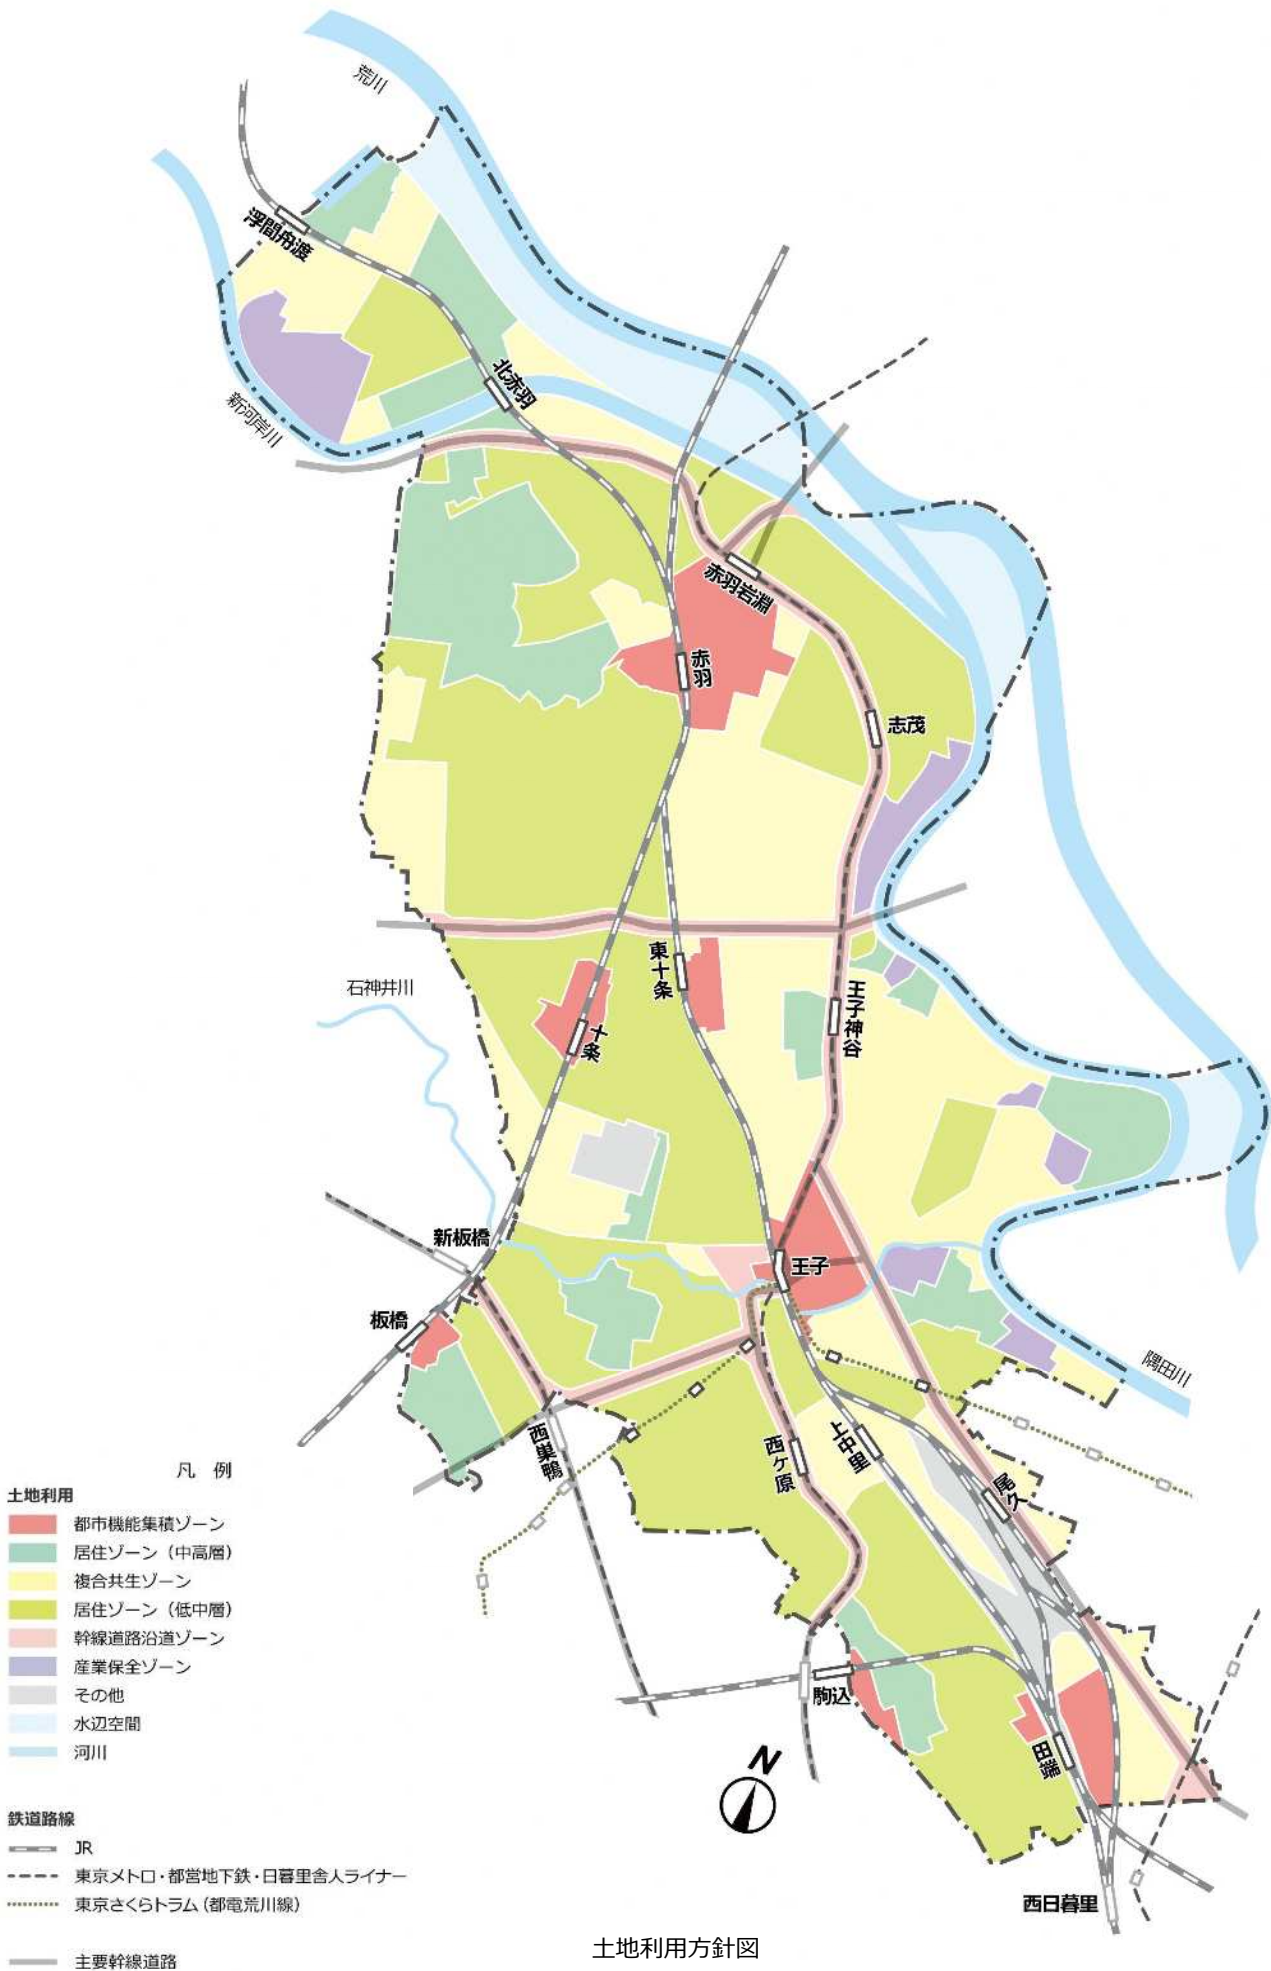 荒川
浮間舟渡
北赤羽
新河岸川
赤羽岩淵
赤羽
志茂
東十条
石神井川
王子神谷
十条
新板橋
王子
板橋
隅田川
西巣鴨
西ケ原
上中里
尾久
凡 例
土地利用
都市機能集積ゾーン
居住ゾーン（中高層）
複合共生ゾーン
居住ゾーン（低中層）
幹線道路沿道ゾーン
産業保全ゾーン
その他
水辺空間
河川
駒込
田端
N
鉄道路線
JR
東京メトロ・都営地下鉄・日暮里舎人ライナー
東京さくらトラム（都電荒川線）
西日暮里
主要幹線道路
土地利用方針図